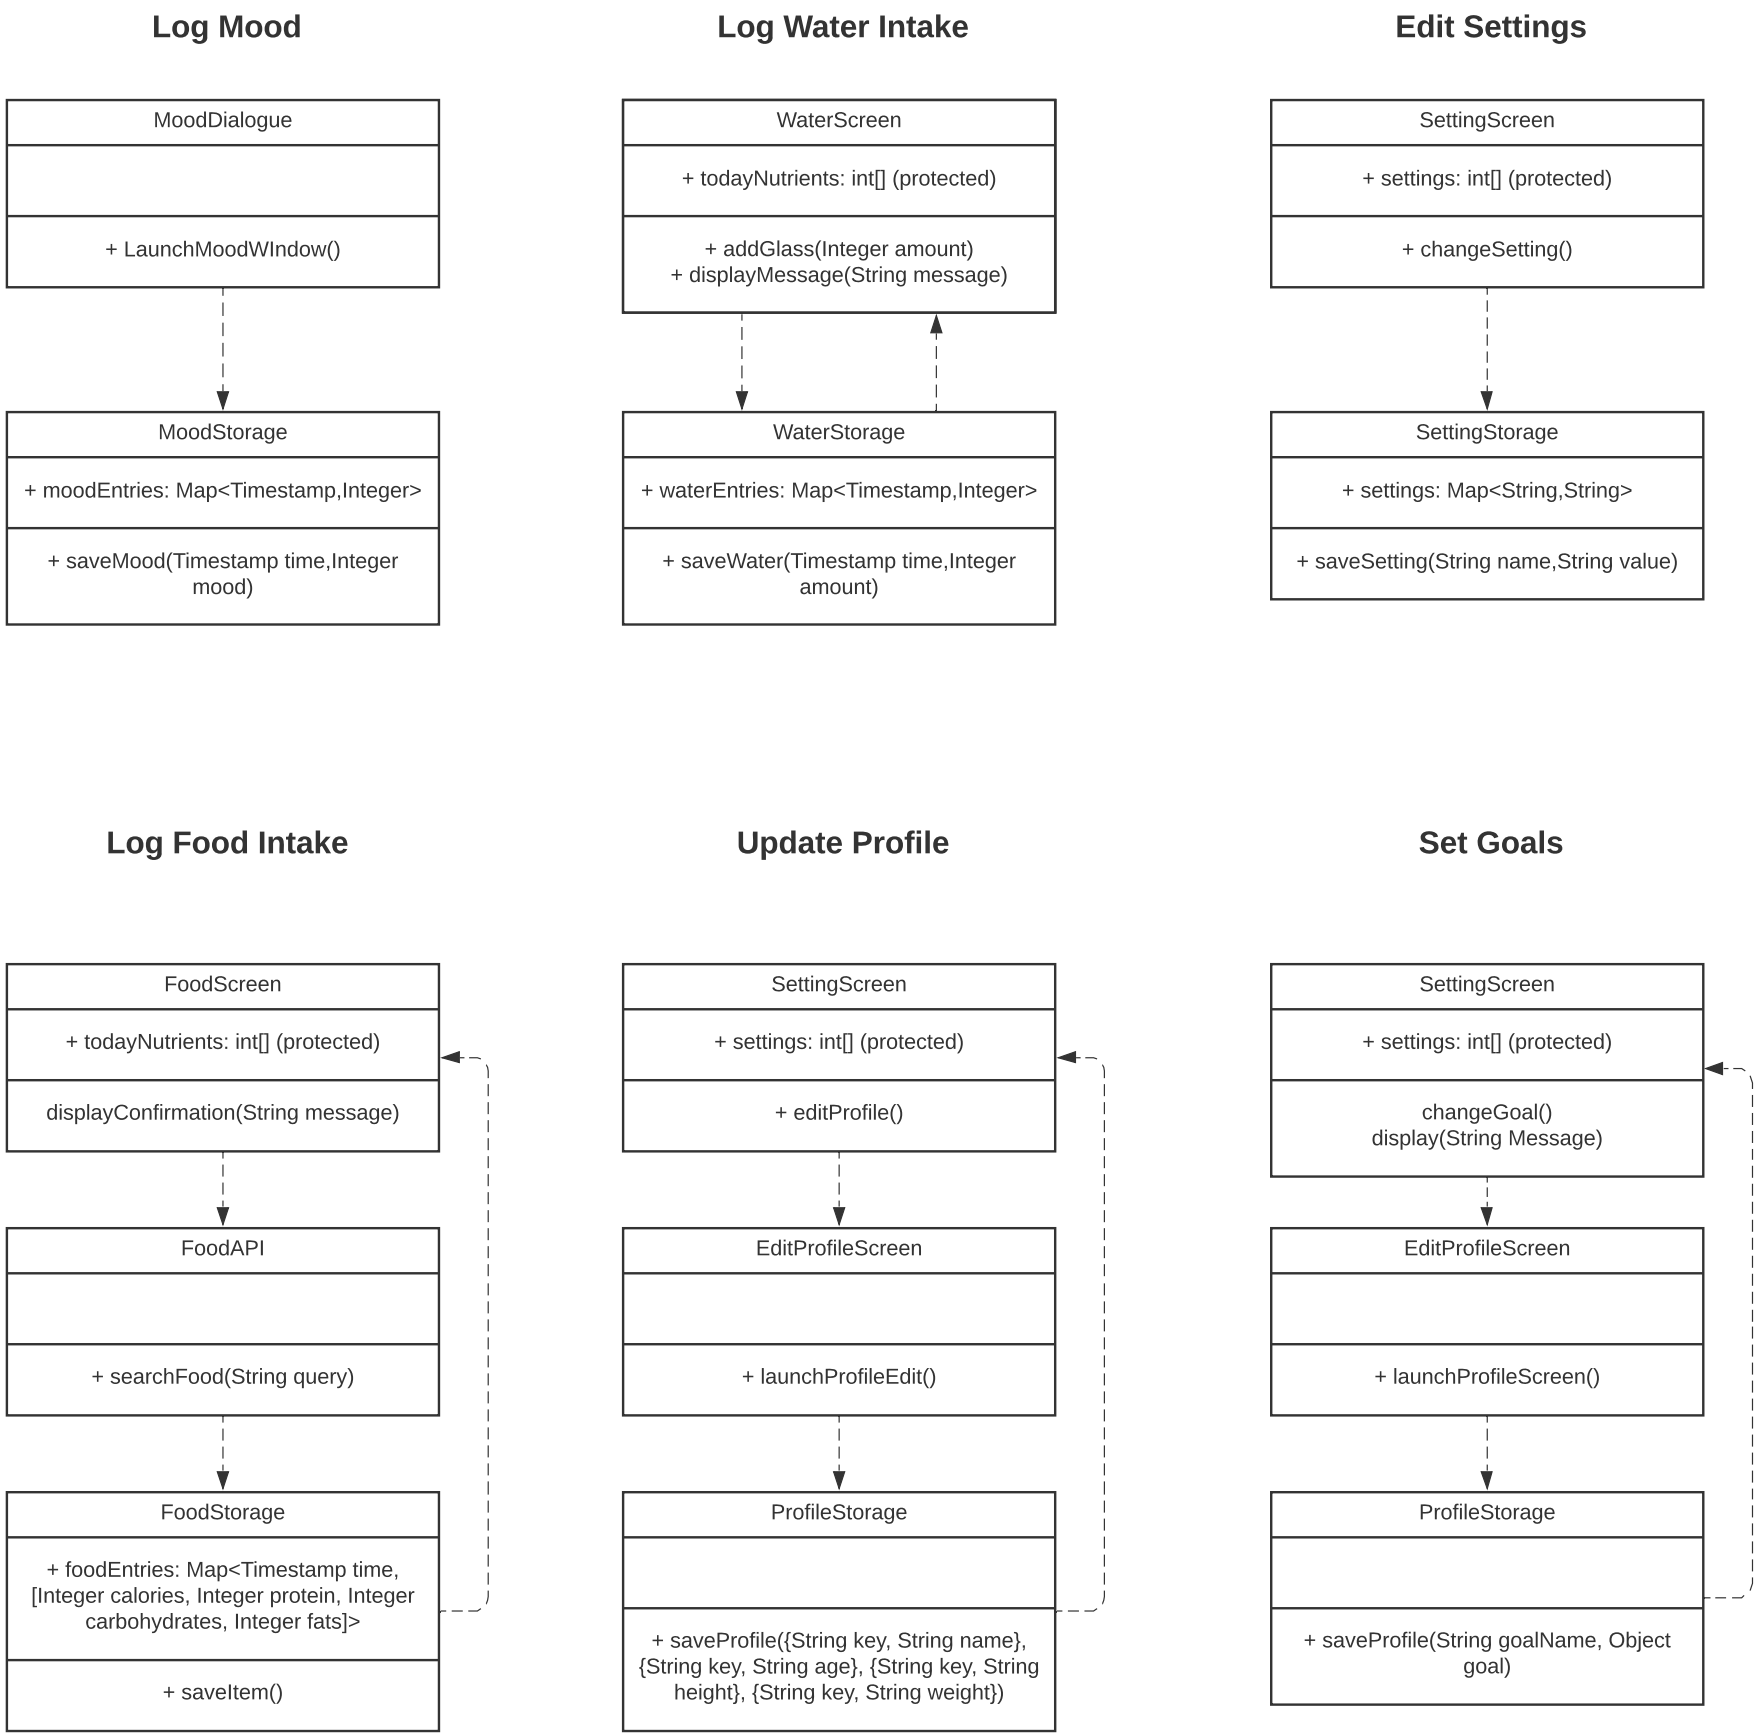 Log Mood
MoodDialogue
+ LaunchMoodWIndow()
MoodStorage
+ moodEntries: Map<Timestamp,Integer>
+ saveMood(Timestamp time,Integer
mood)
Log Water Intake
WaterScreen
+ todayNutrients: int[] (protected)
+ addGlass(Integer amount)
+ displayMessage(String message)
WaterStorage
+ waterEntries: Map<Timestamp,Integer>
+ saveWater(Timestamp time,Integer
amount)
Edit Settings
SettingScreen
+ settings: int[] (protected)
+ changeSetting()
SettingStorage
+ settings: Map<String,String>
+ saveSetting(String name,String value)
Log Food Intake
FoodScreen
+ todayNutrients: int[] (protected)
displayConfirmation(String message)
FoodAPI
+ searchFood(String query)
FoodStorage
+ foodEntries: Map<Timestamp time,
[Integer calories, Integer protein, Integer
carbohydrates, Integer fats]>
+ saveItem()
Update Profile
SettingScreen
+ settings: int[] (protected)
+ editProfile()
EditProfileScreen
+ launchProfileEdit()
ProfileStorage
+ saveProfile({String key, String name},
{String key, String age}, {String key, String
height}, {String key, String weight})
Set Goals
SettingScreen
+ settings: int[] (protected)
changeGoal()
display(String Message)
EditProfileScreen
+ launchProfileScreen()
ProfileStorage
+ saveProfile(String goalName, Object
goal)